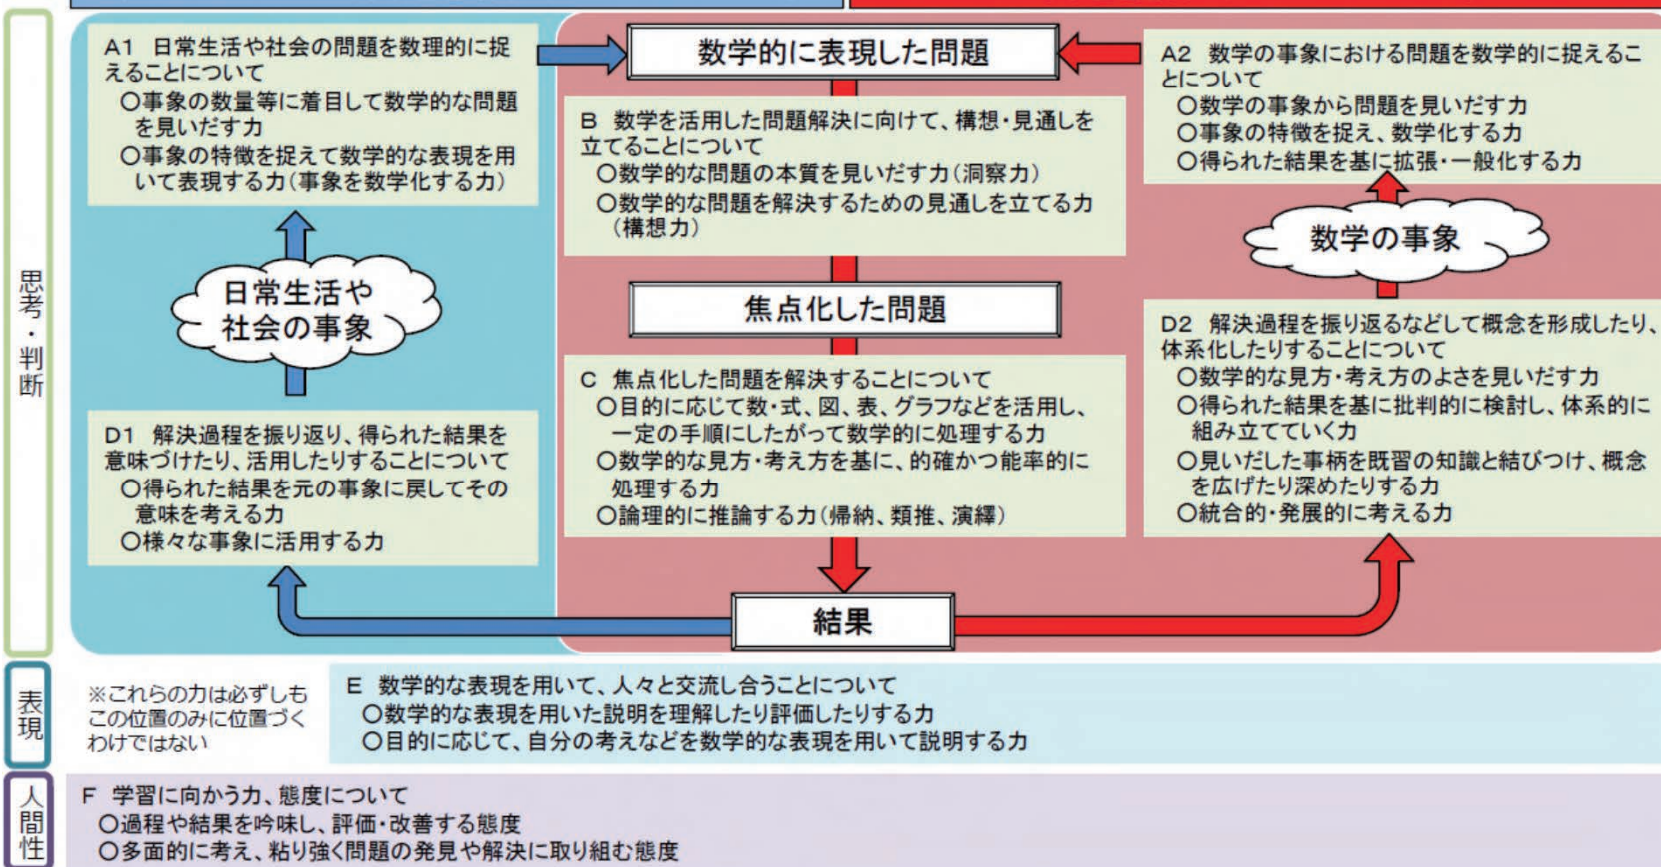 思考・判断
A1 日常生活や社会の問題を数理的に捉
えることについて
○事象の数量等に着目して数学的な問題
を見いだす力
○事象の特徴を捉えて数学的な表現を用
いて表現する力(事象を数学化する力)
日常生活や
社会の事象
D1 解決過程を振り返り、得られた結果を
意味づけたり、活用したりすることについて
○得られた結果を元の事象に戻してその
意味を考える力
○様々な事象に活用する力
数学的に表現した問題
B 数学を活用した問題解決に向けて、構想・見通しを
立てることについて
○数学的な問題の本質を見いだす力(洞察力)
○数学的な問題を解決するための見通しを立てる力
(構想力)
焦点化した問題
C 焦点化した問題を解決することについて
○目的に応じて数・式、図、表、グラフなどを活用し、
一定の手順にしたがって数学的に処理する力
○数学的な見方・考え方を基に、的確かつ能率的に
処理する力
○論理的に推論する力(帰納、類推、演繹)
結果
A2 数学の事象における問題を数学的に捉えるこ
とについて
○数学の事象から問題を見いだす力
○事象の特徴を捉え、数学化する力
○得られた結果を基に拡張・一般化する力
数学の事象
D2 解決過程を振り返るなどして概念を形成したり、
体系化したりすることについて
○数学的な見方・考え方のよさを見いだす力
○得られた結果を基に批判的に検討し、体系的に
組み立てていく力
○見いだした事柄を既習の知識と結びつけ、概念
を広げたり深めたりする力
○統合的・発展的に考える力
表現
※これらの力は必ずしも
この位置のみに位置づく
わけではない
E 数学的な表現を用いて、人々と交流し合うことについて
○数学的な表現を用いた説明を理解したり評価したりする力
○目的に応じて、自分の考えなどを数学的な表現を用いて説明する力
人間性
F 学習に向かう力、態度について
○過程や結果を吟味し、評価・改善する態度
○多面的に考え、粘り強く問題の発見や解決に取り組む態度